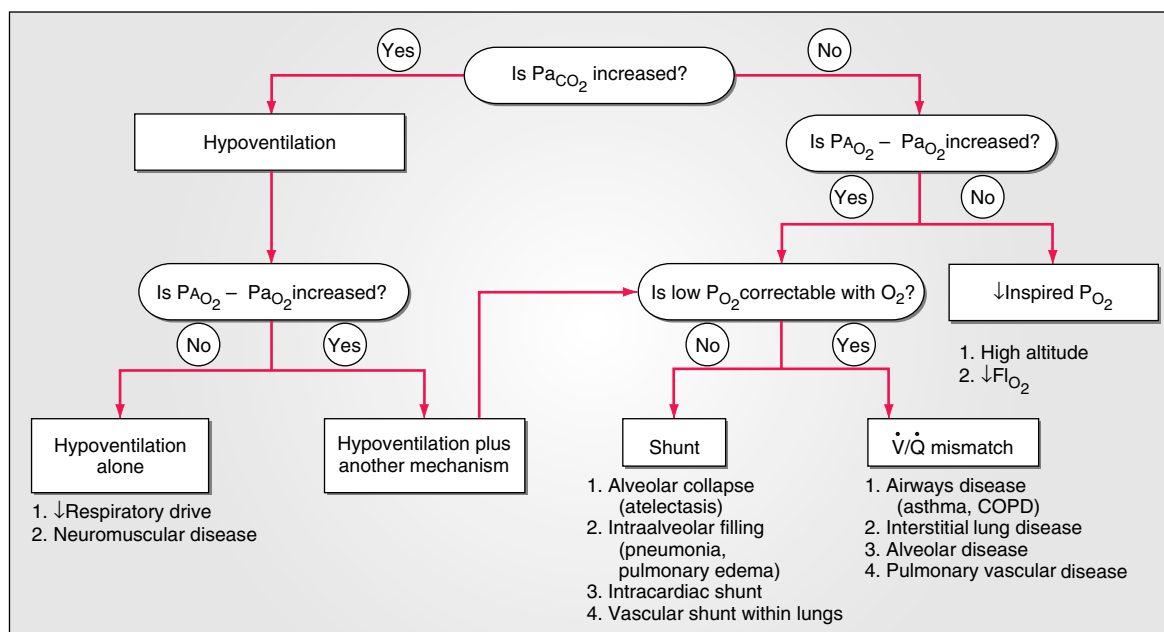 Yes
No
Is PaCO2 increased?
Hypoventilation
Is PAO2 – PaO2 increased?
Yes
No
Is PAO2 – PaO2 increased?
Is low PO2 correctable with O2?
↓Inspired PO2
No
Yes
No
Yes
1. High altitude
2. ↓FIO2
Hypoventilation
alone
Hypoventilation plus
another mechanism
Shunt
V̇/Q̇ mismatch
1. ↓Respiratory drive
2. Neuromuscular disease
1. Alveolar collapse
(atelectasis)
2. Intraalveolar filling
(pneumonia,
pulmonary edema)
3. Intracardiac shunt
4. Vascular shunt within lungs
1. Airways disease
(asthma, COPD)
2. Interstitial lung disease
3. Alveolar disease
4. Pulmonary vascular disease